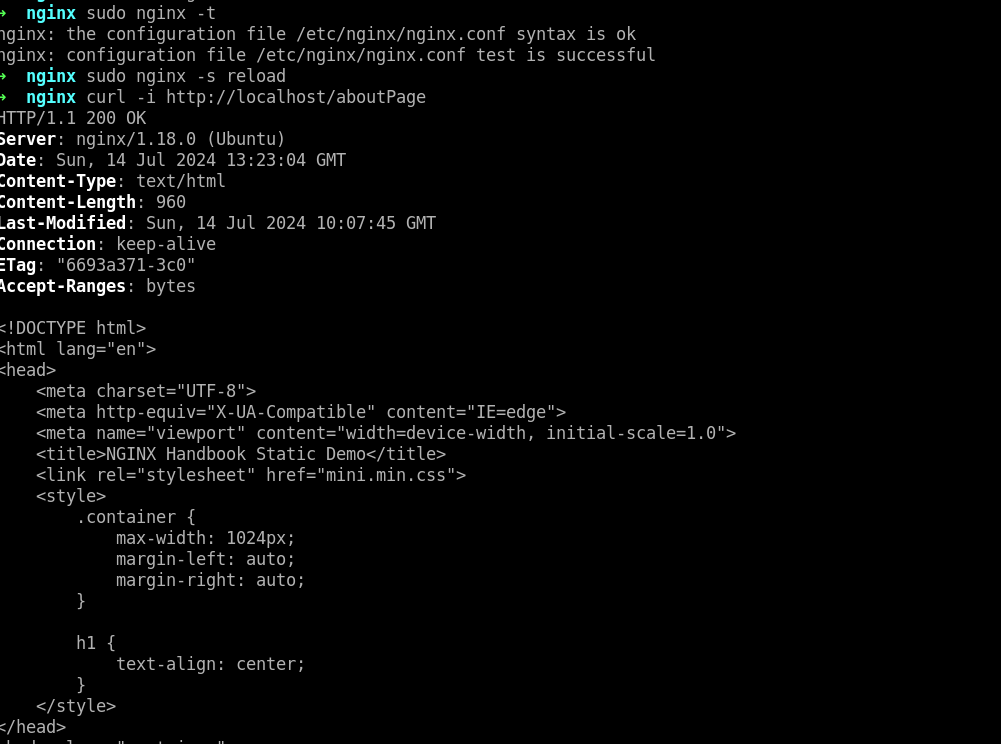 →  nginx sudo nginx -t
nginx: the configuration file /etc/nginx/nginx.conf syntax is ok
nginx: configuration file /etc/nginx/nginx.conf test is successful
→  nginx sudo nginx -s reload
→  nginx curl -i http://localhost/aboutPage
HTTP/1.1 200 OK
Server: nginx/1.18.0 (Ubuntu)
Date: Sun, 14 Jul 2024 13:23:04 GMT
Content-Type: text/html
Content-Length: 960
Last-Modified: Sun, 14 Jul 2024 10:07:45 GMT
Connection: keep-alive
ETag: "6693a371-3c0"
Accept-Ranges: bytes

<!DOCTYPE html>
<html lang="en">
<head>
    <meta charset="UTF-8">
    <meta http-equiv="X-UA-Compatible" content="IE=edge">
    <meta name="viewport" content="width=device-width, initial-scale=1.0">
    <title>NGINX Handbook Static Demo</title>
    <link rel="stylesheet" href="mini.min.css">
    <style>
        .container {
            max-width: 1024px;
            margin-left: auto;
            margin-right: auto;
        }

        h1 {
            text-align: center;
        }
    </style>
</head>